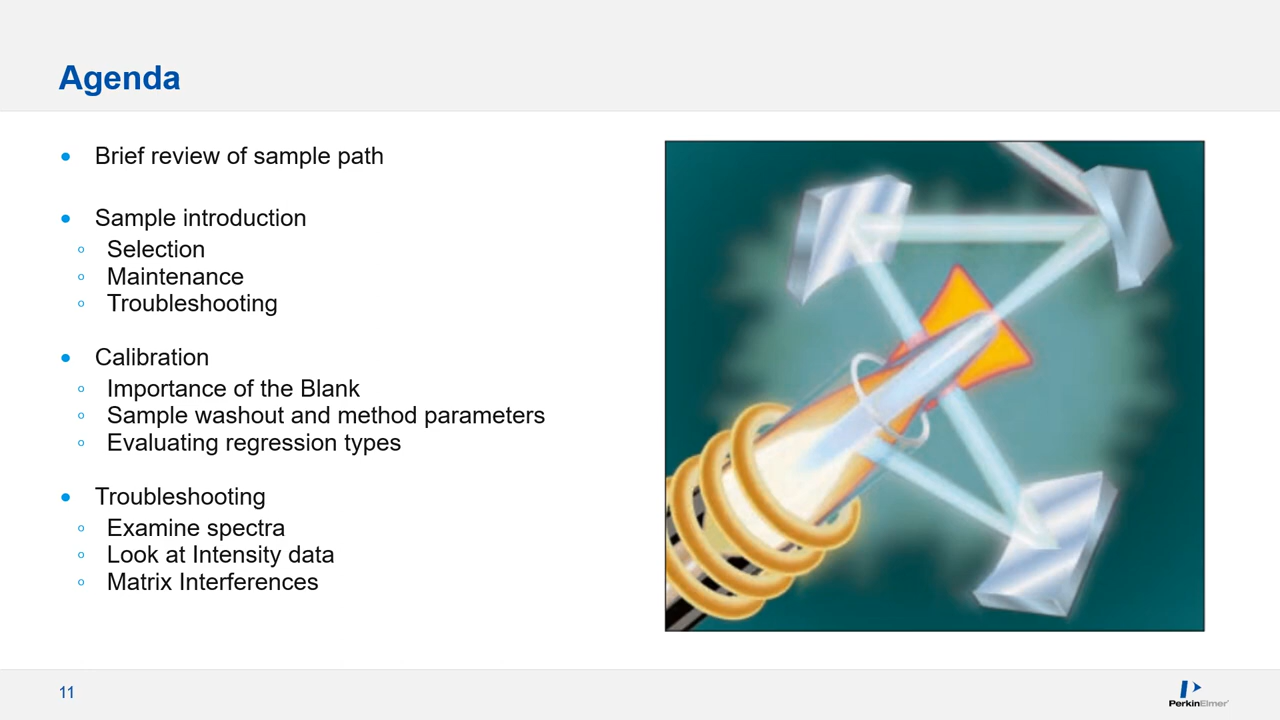 Agenda
Brief review of sample path
Sample introduction
Selection
Maintenance
Troubleshooting
Calibration
Importance of the Blank
Sample washout and method parameters
Evaluating regression types
Troubleshooting
Examine spectra
Look at Intensity data
Matrix Interferences
11
PerkinElmer